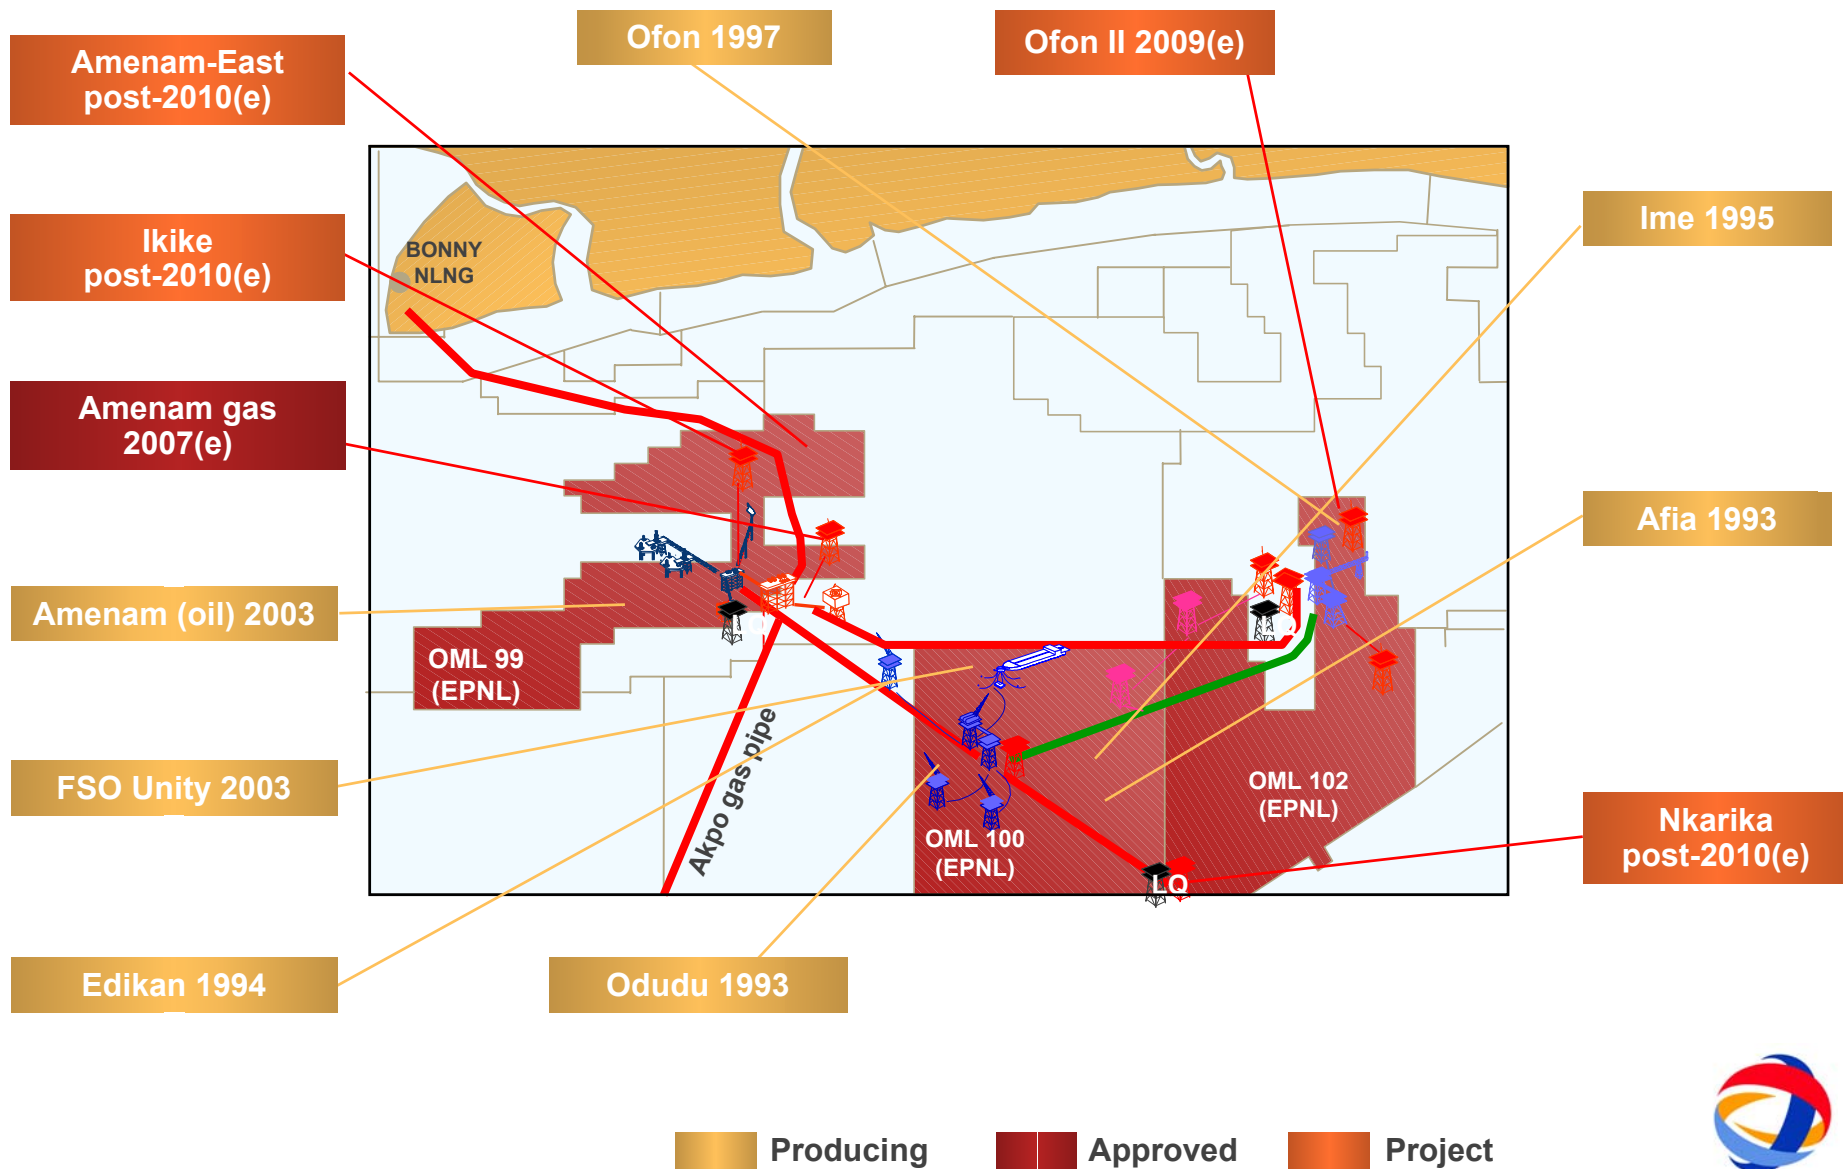 Ofon 1997
Ofon II 2009(e)
Amenam-East
post-2010(e)
Ime 1995
Ikike
post-2010(e)
BONNY
NLNG
Amenam gas
2007(e)
Afia 1993
Amenam (oil) 2003
OML 99
(EPNL)
FSO Unity 2003
Akpo gas pipe
OML 102
(EPNL)
OML 100
(EPNL)
Nkarika
post-2010(e)
LQ
Edikan 1994
Odudu 1993
Producing
Approved
Project